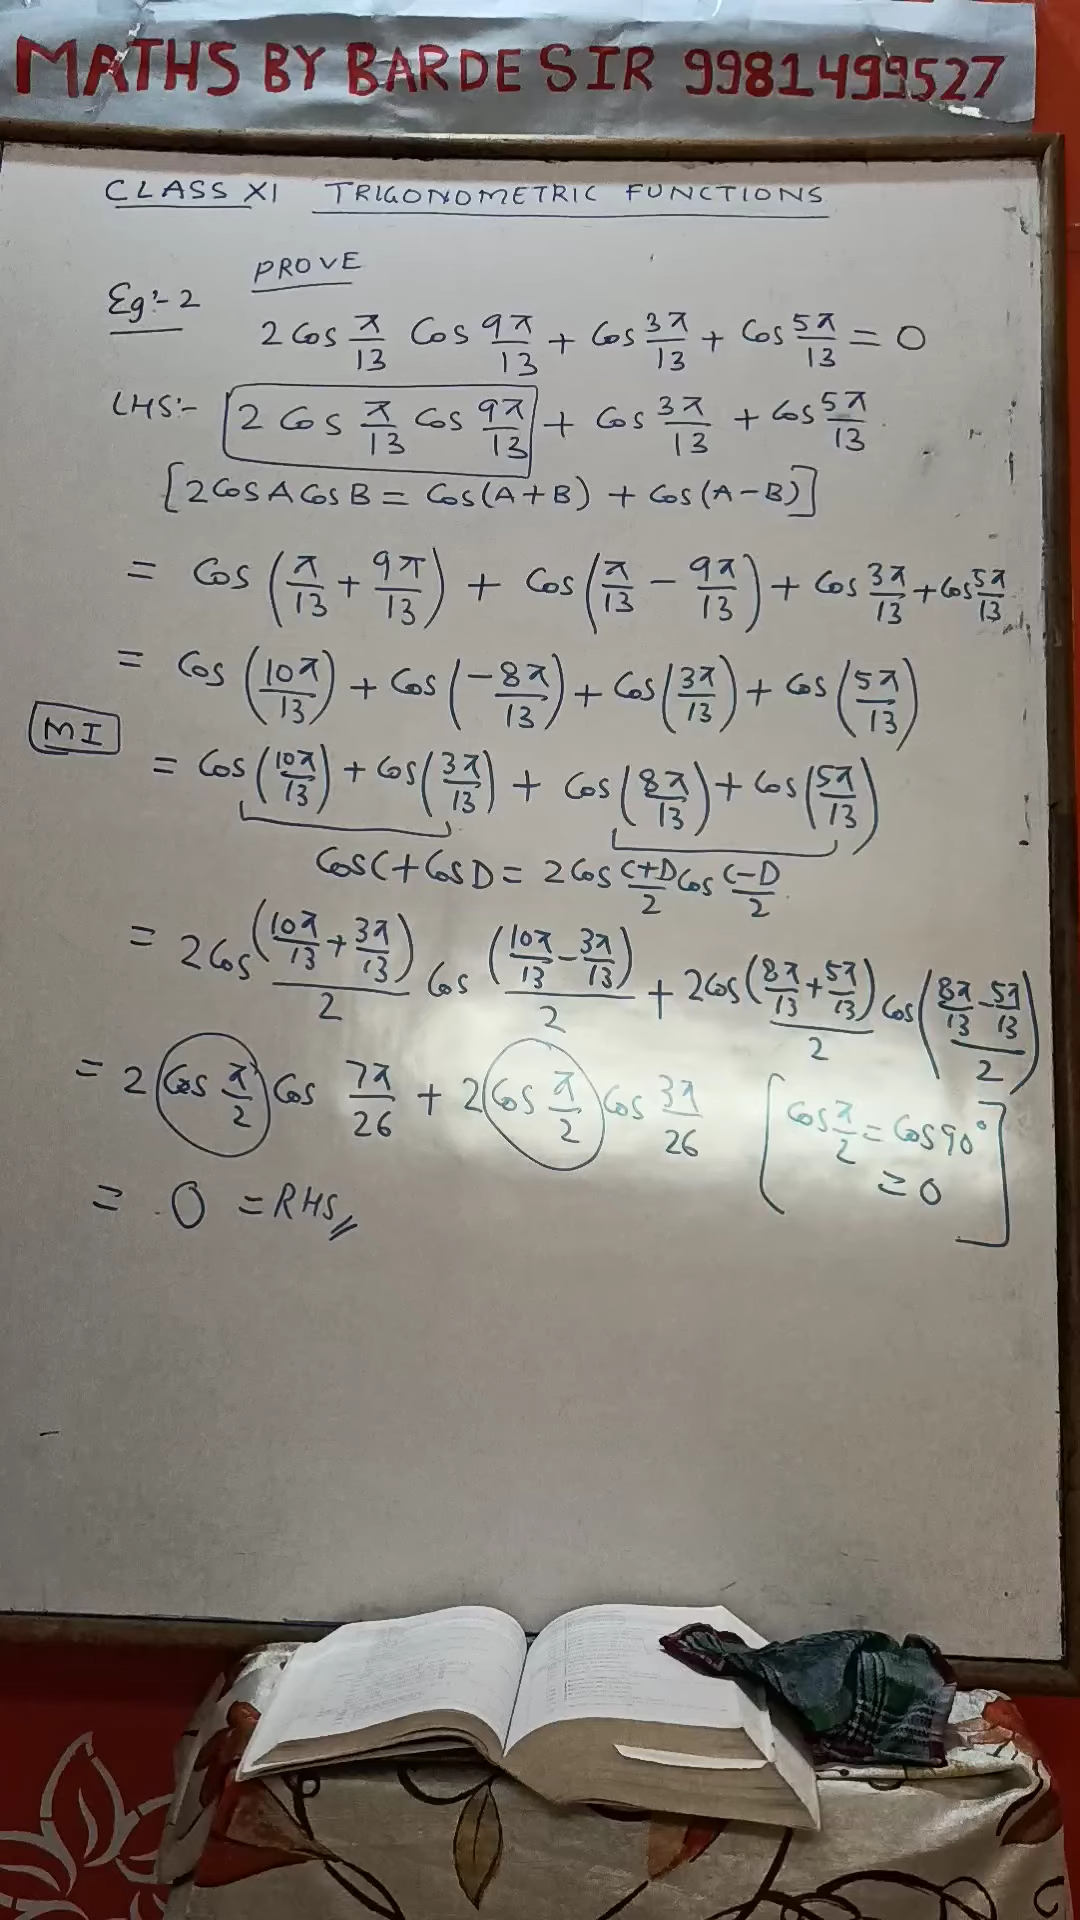 MATHS BY BARDE SIR 9981499527
CLASS XI TRIGONOMETRIC FUNCTIONS
PROVE
Eg:- 2
2 Cos π/13 Cos 9π/13 + Cos 3π/13 + Cos 5π/13 = 0
LHS:- 2 Cos π/13 Cos 9π/13 + Cos 3π/13 + Cos 5π/13
[2 Cos A Cos B = Cos(A+B) + Cos(A-B)]
= Cos (π/13 + 9π/13) + Cos (π/13 - 9π/13) + Cos 3π/13 + Cos 5π/13
= Cos (10π/13) + Cos (-8π/13) + Cos (3π/13) + Cos (5π/13)
MI
= Cos (10π/13) + Cos (3π/13) + Cos (8π/13) + Cos (5π/13)
Cos C + Cos D = 2 Cos C+D/2 Cos C-D/2
= 2 Cos (10π/13 + 3π/13)/2 Cos (10π/13 - 3π/13)/2 + 2 Cos (8π/13 + 5π/13)/2 Cos (8π/13 - 5π/13)/2
= 2 Cos π/2 Cos 7π/26 + 2 Cos π/2 Cos 3π/26 [Cos π/2 = Cos 90°
= 0]
= 0 = RHS